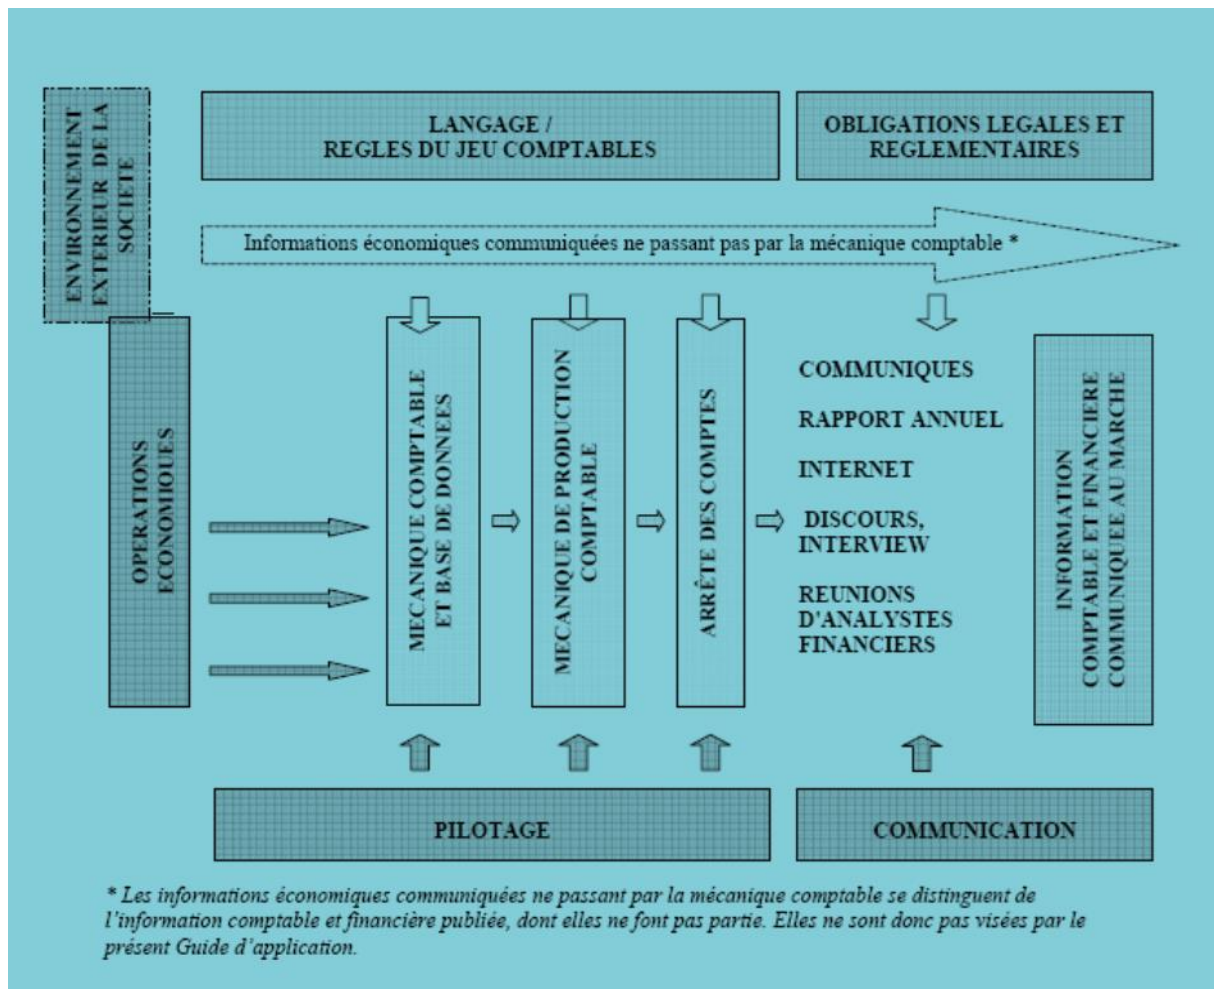 ENVIRONNEMENT
EXTERIEUR DE LA
SOCIETE
LANGAGE /
REGLES DU JEU COMPTABLES
OBLIGATIONS LEGALES ET
REGLEMENTAIRES
Informations économiques communiquées ne passant pas par la mécanique comptable *
OPERATIONS
ECONOMIQUES
MECANIQUE COMPTABLE
ET BASE DE DONNEES
MECANIQUE DE PRODUCTION
COMPTABLE
ARRÊTE DES COMPTES
COMMUNIQUES
RAPPORT ANNUEL
INTERNET
DISCOURS,
INTERVIEW
REUNIONS
D'ANALYSTES
FINANCIERS
INFORMATION
COMPTABLE ET FINANCIERE
COMMUNIQUEE AU MARCHE
PILOTAGE
COMMUNICATION
* Les informations économiques communiquées ne passant par la mécanique comptable se distinguent de
l'information comptable et financière publiée, dont elles ne font pas partie. Elles ne sont donc pas visées par le
présent Guide d'application.